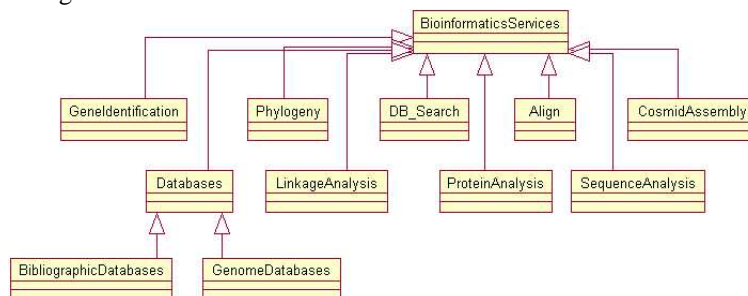 BioinformaticsServices
GeneIdentification
Phylogeny
DB_Search
Align
CosmidAssembly
Databases
LinkageAnalysis
ProteinAnalysis
SequenceAnalysis
BibliographicDatabases
GenomeDatabases